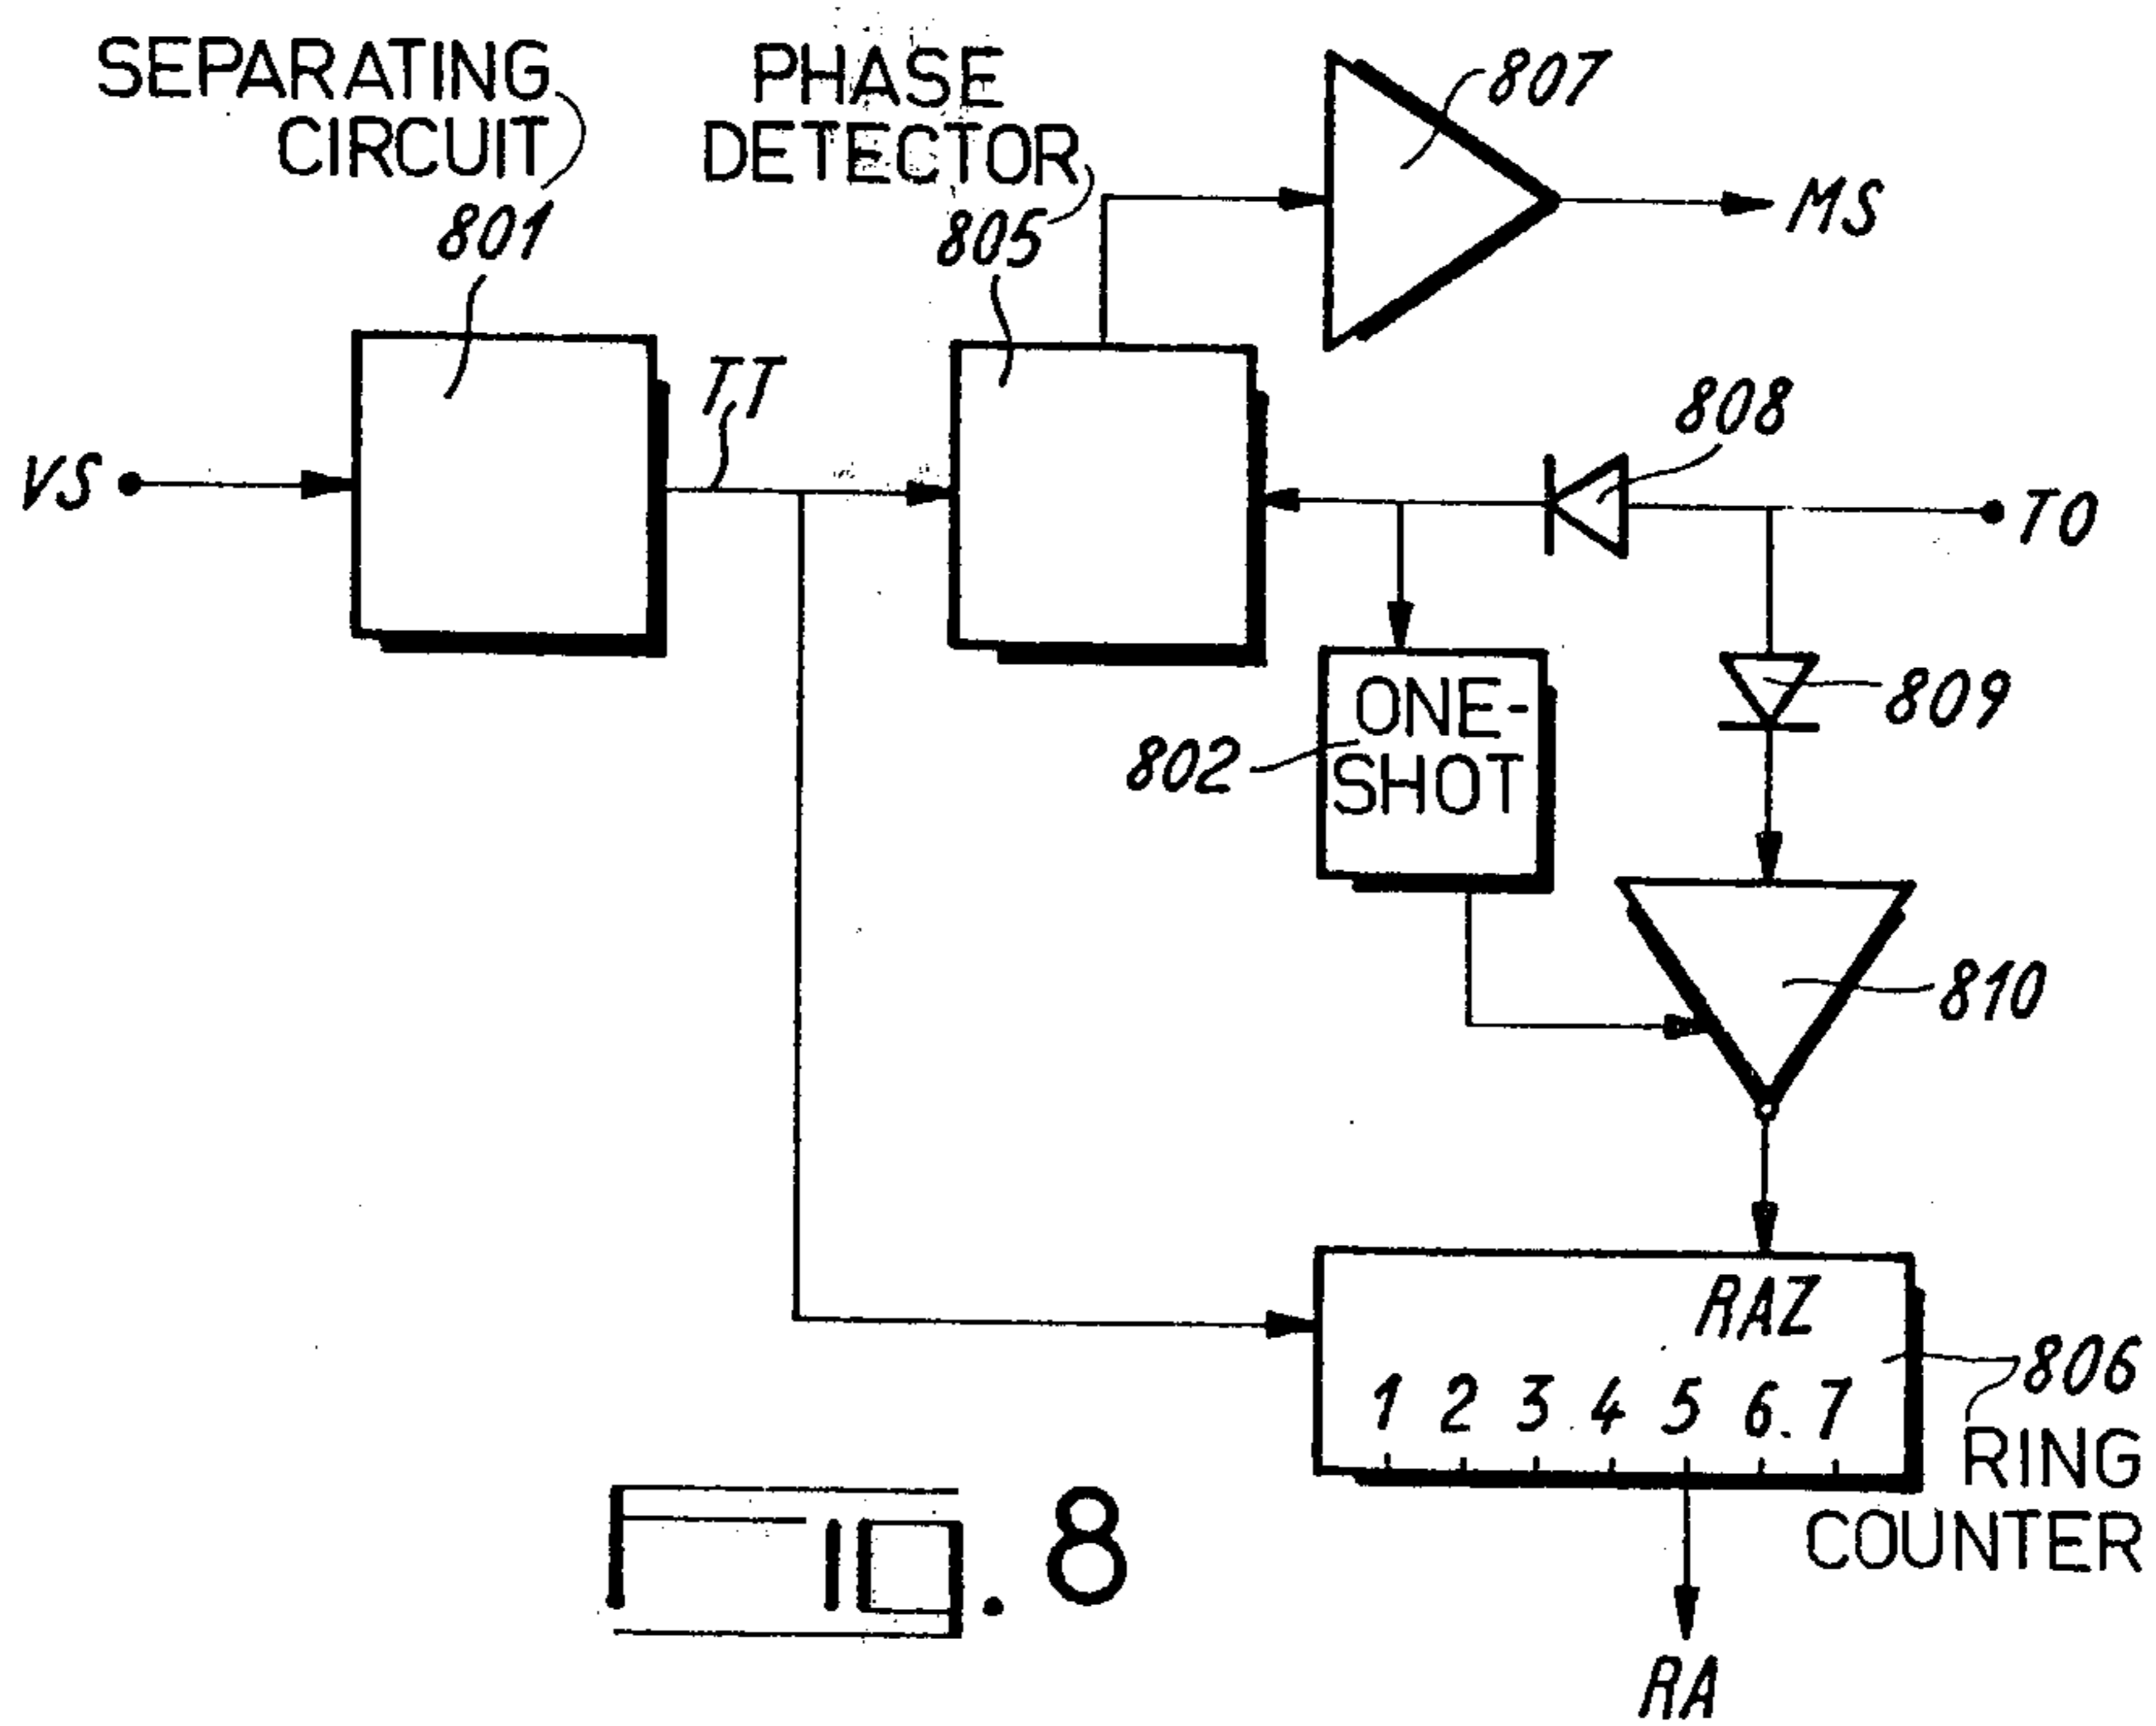 SEPARATING
CIRCUIT
801
PHASE
DETECTOR
805
807
MS
VS
TT
808
TO
ONE-
SHOT
802
809
810
RAZ
1 2 3 4 5 6 7
806
RING
COUNTER
RA
FIG. 8